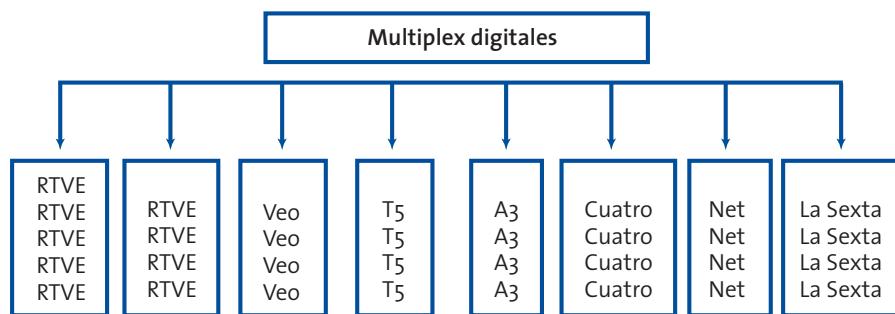 Multiplex digitales
RTVE
RTVE
RTVE
RTVE
RTVE
RTVE
RTVE
RTVE
RTVE
Veo
Veo
Veo
Veo
T5
T5
T5
T5
A3
A3
A3
A3
Cuatro
Cuatro
Cuatro
Cuatro
Net
Net
Net
Net
La Sexta
La Sexta
La Sexta
La Sexta